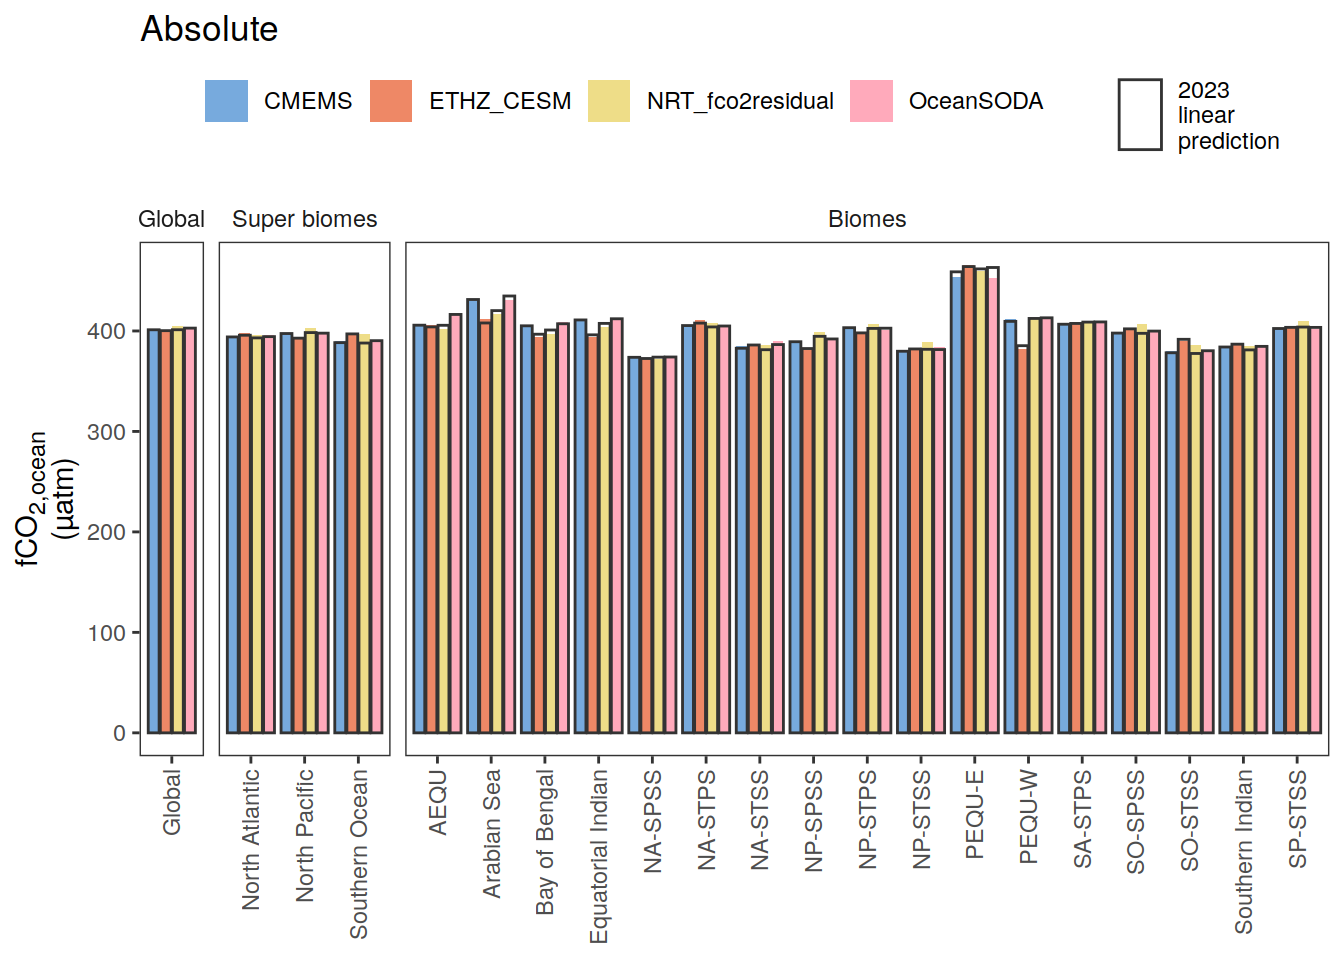 Absolute
CMEMS
ETHZ_CESM
NRT_fco2residual
OceanSODA
2023
linear
prediction
Global
Super biomes
Biomes
fCO2,ocean
(µatm)
400
300
200
100
0
Global
North Atlantic
North Pacific
Southern Ocean
AEQU
Arabian Sea
Bay of Bengal
Equatorial Indian
NA-SPSS
NA-STPS
NA-STSS
NP-SPSS
NP-STPS
NP-STSS
PEQU-E
PEQU-W
SA-STPS
SO-SPSS
SO-STSS
Southern Indian
SP-STSS